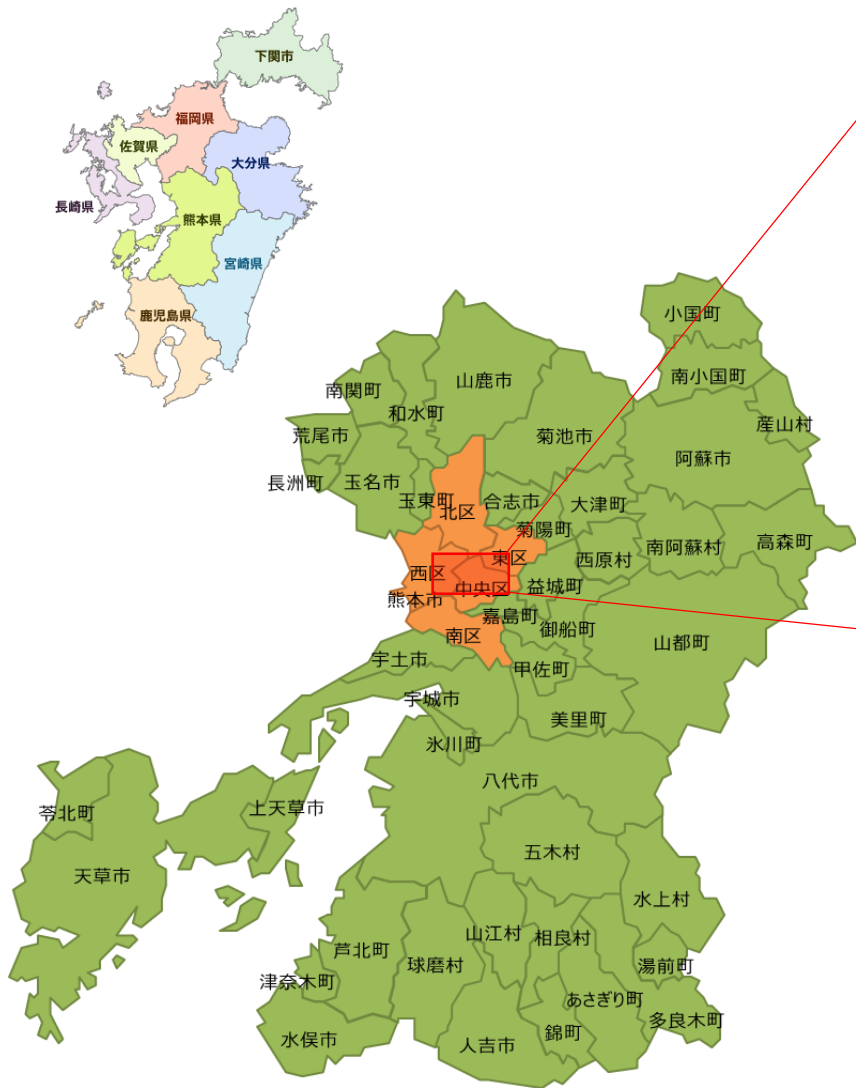 下関市
福岡県
佐賀県
大分県
長崎県
熊本県
宮崎県
鹿児島県
小国町
南小国町
産山村
山鹿市
南関町
和水町
荒尾市
菊池市
阿蘇市
長洲町
玉名市
玉東町
北区
合志市
大津町
菊陽町
東区
西原村
南阿蘇村
高森町
西区
中央区
益城町
熊本市
嘉島町
御船町
南区
山都町
宇土市
甲佐町
宇城市
美里町
氷川町
八代市
上天草市
苓北町
天草市
五木村
水上村
山江村
相良村
芦北町
球磨村
湯前町
津奈木町
あさぎり町
多良木町
水俣市
人吉市
錦町